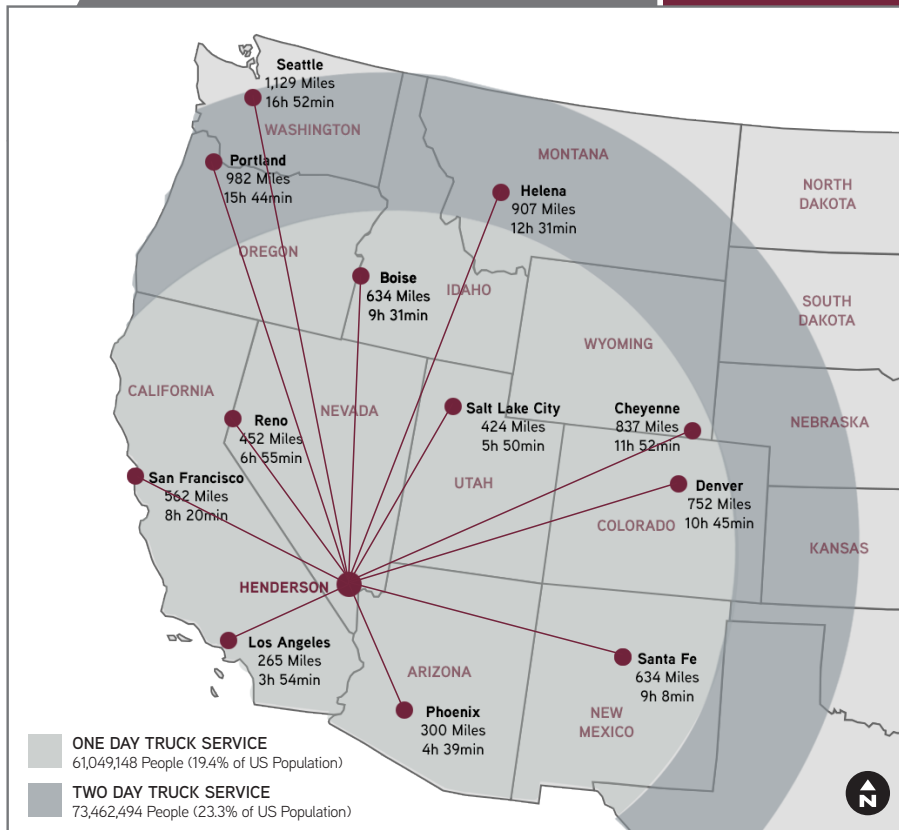 Seattle
1,129 Miles
16h 52min
WASHINGTON
Portland
982 Miles
15h 44min
MONTANA
Helena
907 Miles
12h 31min
NORTH
DAKOTA
OREGON
Boise
634 Miles
9h 31min
IDAHO
SOUTH
DAKOTA
WYOMING
CALIFORNIA
Reno
452 Miles
6h 55min
NEVADA
Salt Lake City
424 Miles
5h 50min
Cheyenne
837 Miles
11h 52min
NEBRASKA
San Francisco
562 Miles
8h 20min
UTAH
Denver
752 Miles
10h 45min
COLORADO
KANSAS
HENDERSON
Los Angeles
265 Miles
3h 54min
ARIZONA
Santa Fe
634 Miles
9h 8min
Phoenix
300 Miles
4h 39min
NEW
MEXICO
ONE DAY TRUCK SERVICE
61,049,148 People (19.4% of US Population)
TWO DAY TRUCK SERVICE
73,462,494 People (23.3% of US Population)
N